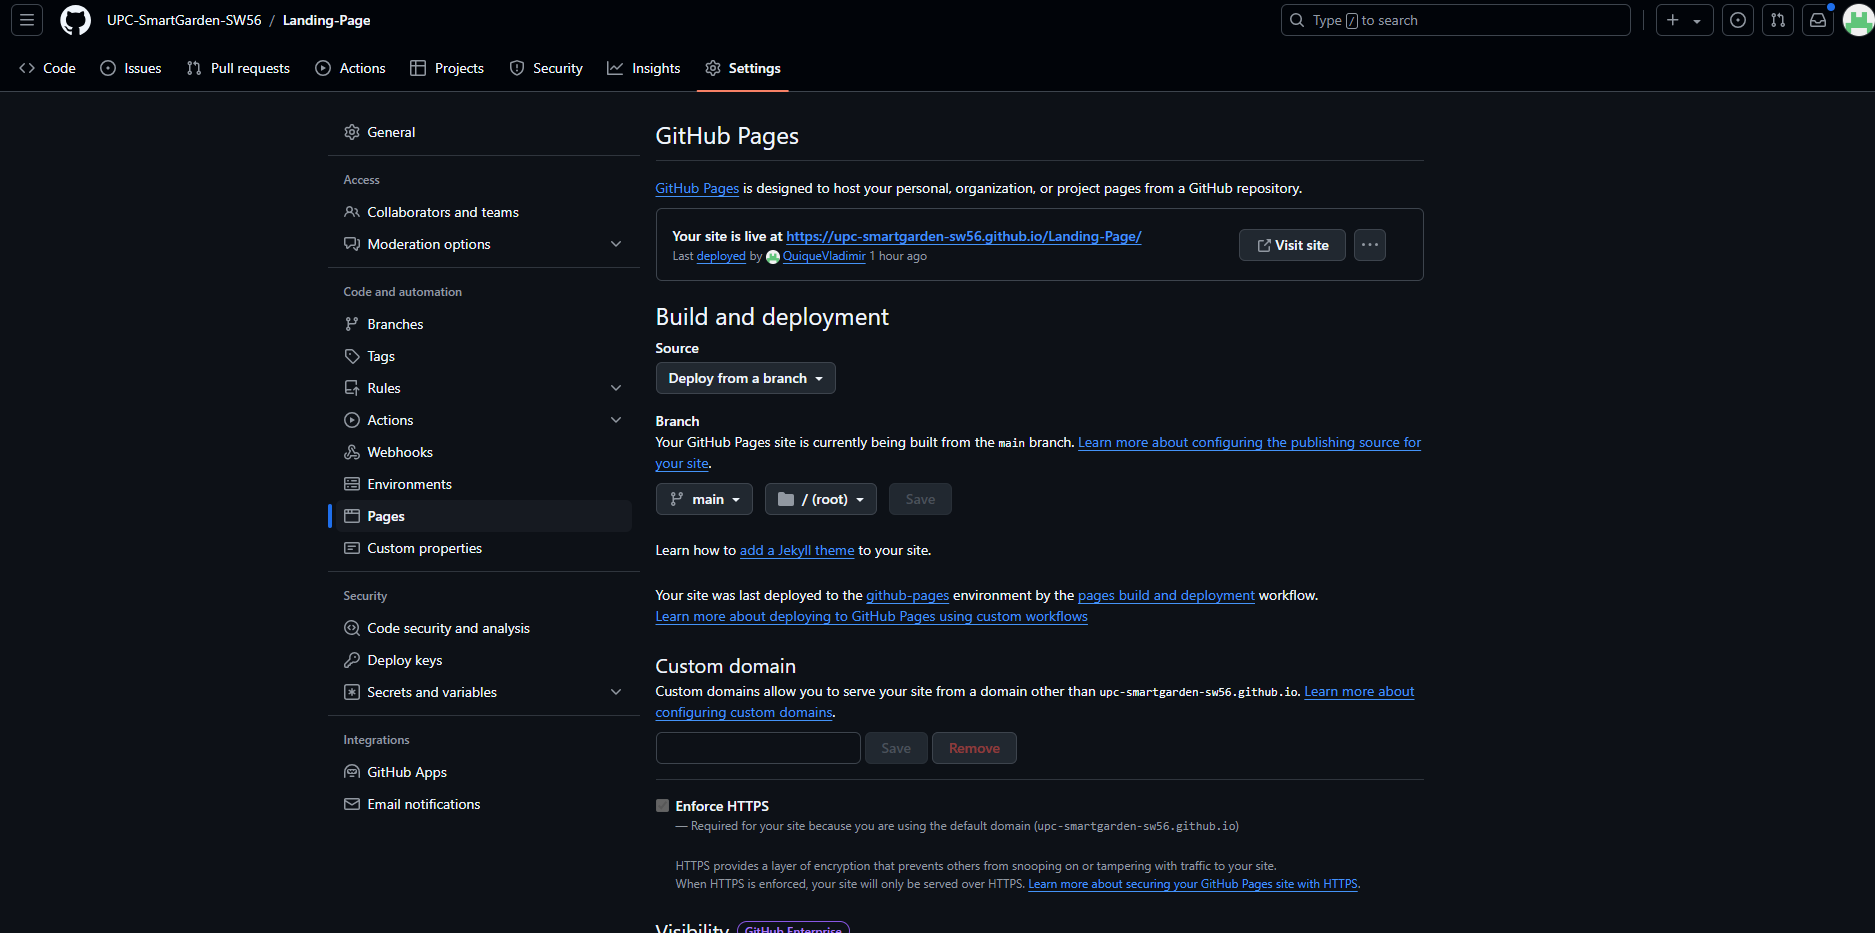 UPC-SmartGarden-SW56 / Landing-Page
Type / to search
Code Issues Pull requests Actions Projects Security Insights Settings
General
Access
Collaborators and teams
Moderation options
Code and automation
Branches
Tags
Rules
Actions
Webhooks
Environments
Pages
Custom properties
Security
Code security and analysis
Deploy keys
Secrets and variables
Integrations
GitHub Apps
Email notifications
GitHub Pages
GitHub Pages is designed to host your personal, organization, or project pages from a GitHub repository.
Your site is live at https://upc-smartgarden-sw56.github.io/Landing-Page/
Last deployed by QuiqueVladimir 1 hour ago
Visit site
Build and deployment
Source
Deploy from a branch
Branch
Your GitHub Pages site is currently being built from the main branch. Learn more about configuring the publishing source for
your site.
main / (root) Save
Learn how to add a Jekyll theme to your site.
Your site was last deployed to the github-pages environment by the pages build and deployment workflow.
Learn more about deploying to GitHub Pages using custom workflows
Custom domain
Custom domains allow you to serve your site from a domain other than upc-smartgarden-sw56.github.io. Learn more about
configuring custom domains.
Save Remove
Enforce HTTPS
— Required for your site because you are using the default domain (upc-smartgarden-sw56.github.io)
HTTPS provides a layer of encryption that prevents others from snooping on or tampering with traffic to your site.
When HTTPS is enforced, your site will only be served over HTTPS. Learn more about securing your GitHub Pages site with HTTPS.
Visibility GitHub Enterprise